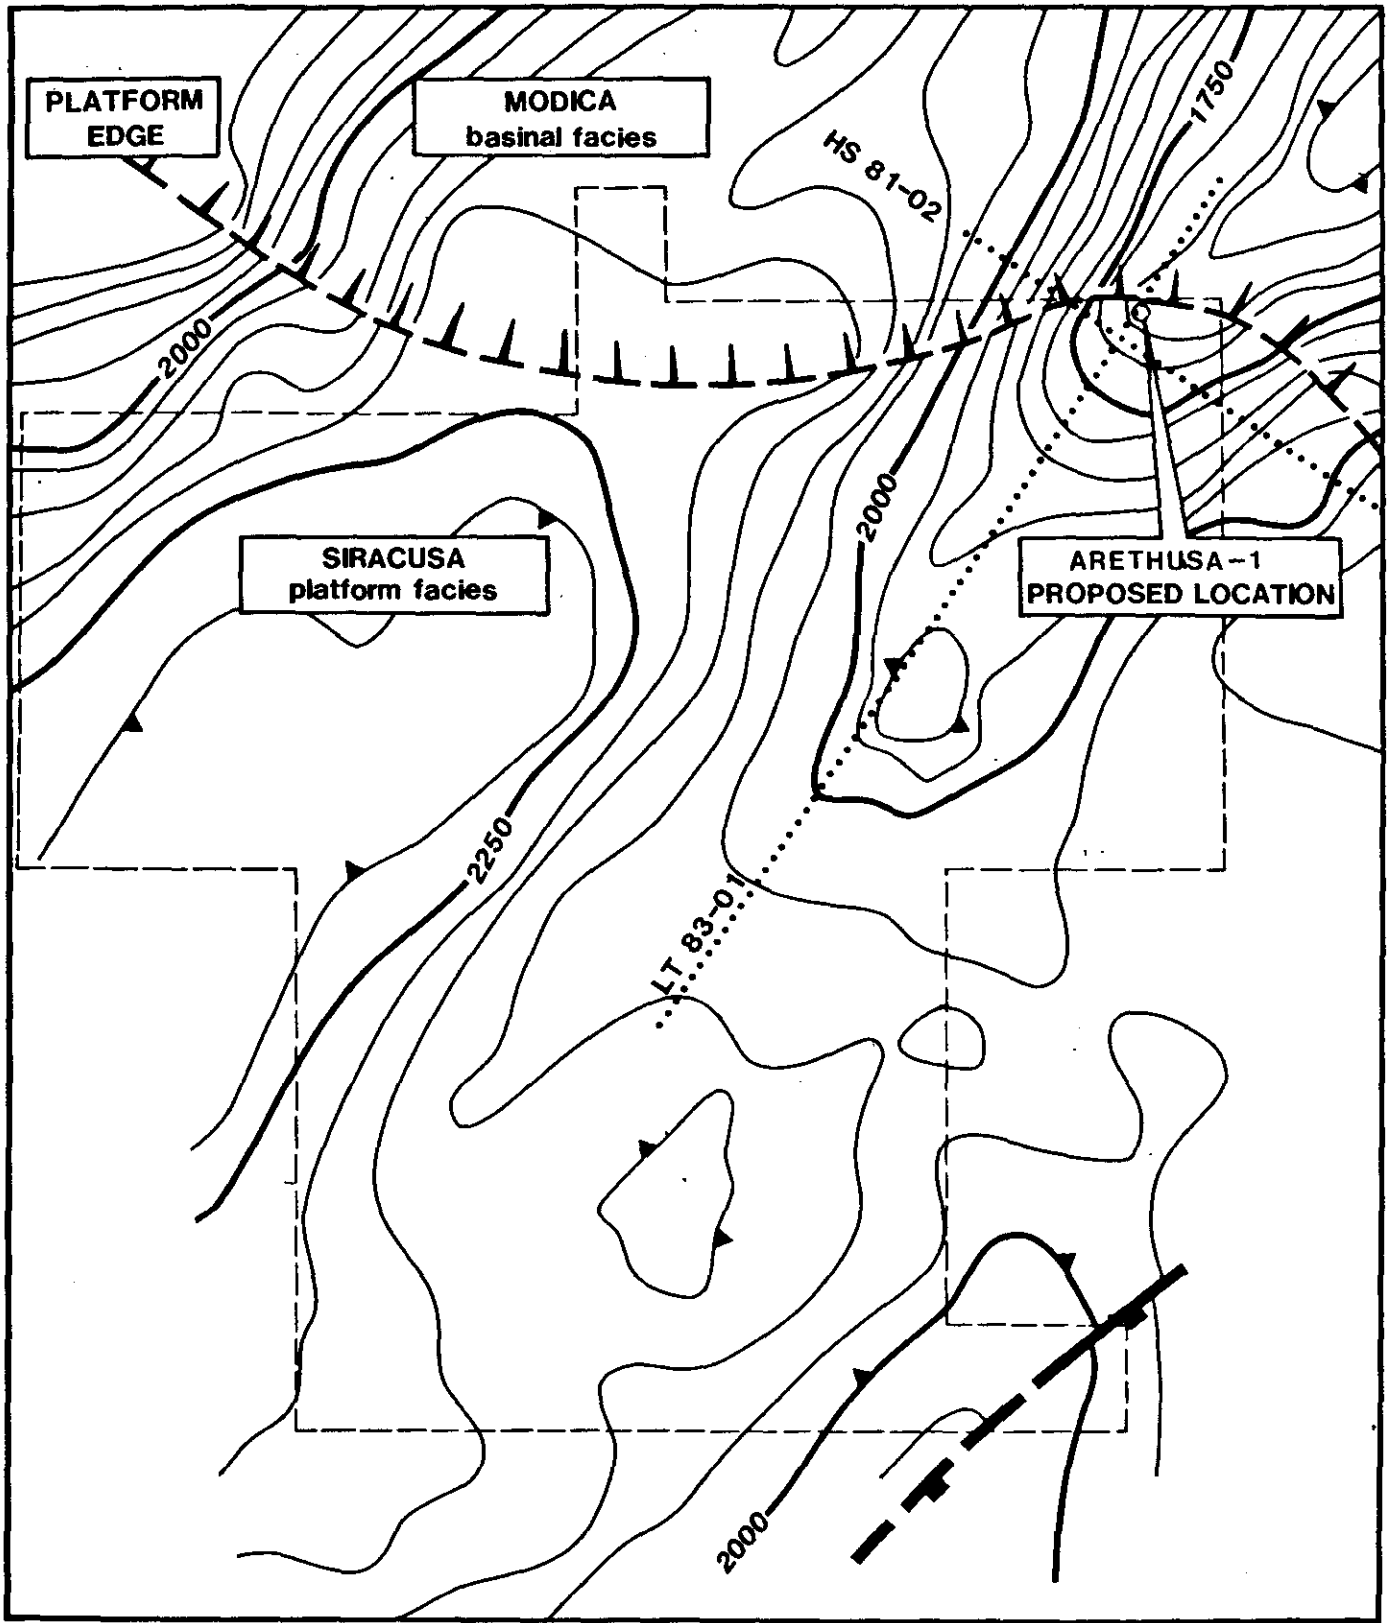 PLATFORM
EDGE
MODICA
basinal facies
1750
HS 81-02
2000
2000
SIRACUSA
platform facies
ARETHUSA-1
PROPOSED LOCATION
2250
LT 83-01
2000